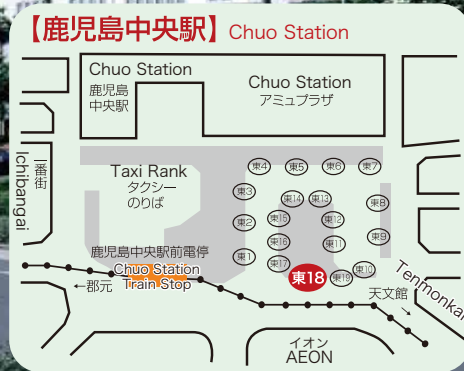 【鹿児島中央駅】 Chuo Station
Chuo Station
鹿児島
中央駅
Chuo Station
アミュプラザ
一番街
Ichibangai
Taxi Rank
タクシー
のりば
東4
東5
東6
東7
東3
東14
東13
東8
東2
東15
東12
東16
東11
東9
東1
東17
東18
東19
東10
鹿児島中央駅前電停
Chuo Station
Train Stop
←郡元
天文館
Tenmonkan
イオン
AEON